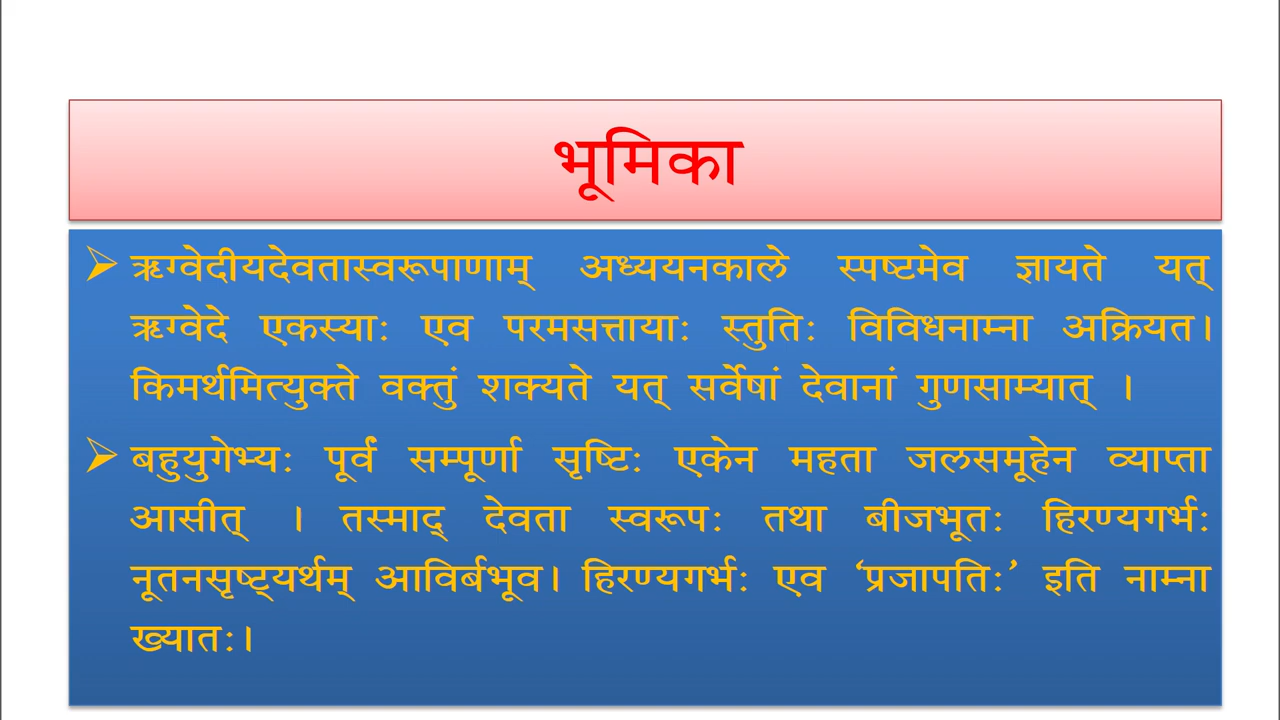 भूमिका
ऋग्वेदीयदेवतास्वरूपाणाम् अध्ययनकाले स्पष्टमेव ज्ञायते यत्
ऋग्वेदे एकस्याः एव परमसत्तायाः स्तुतिः विविधनाम्ना अक्रियत।
किमर्थमित्युक्ते वक्तुं शक्यते यत् सर्वेषां देवानां गुणसाम्यात् ।
बहुयुगेभ्यः पूर्वं सम्पूर्णा सृष्टिः एकेन महता जलसमूहेन व्याप्ता
आसीत् । तस्माद् देवता स्वरूपः तथा बीजभूतः हिरण्यगर्भः
नूतनसृष्ट्यर्थम् आविर्बभूव। हिरण्यगर्भः एव ‘प्रजापतिः’ इति नाम्ना
ख्यातः।